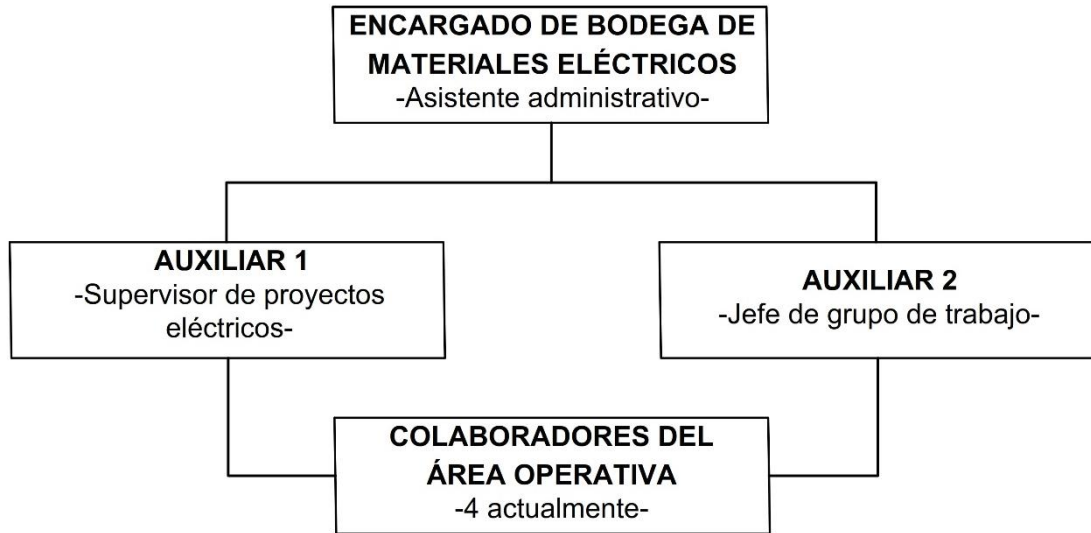 ENCARGADO DE BODEGA DE
MATERIALES ELÉCTRICOS
-Asistente administrativo-
AUXILIAR 1
-Supervisor de proyectos
eléctricos-
AUXILIAR 2
-Jefe de grupo de trabajo-
COLABORADORES DEL
ÁREA OPERATIVA
-4 actualmente-